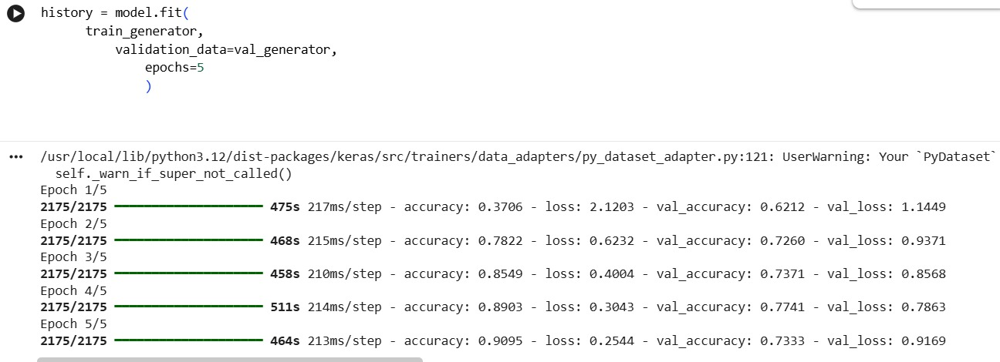 history = model.fit(
train_generator,
validation_data=val_generator,
epochs=5
)
/usr/local/lib/python3.12/dist-packages/keras/src/trainers/data_adapters/py_dataset_adapter.py:121: UserWarning: Your `PyDataset`
self._warn_if_super_not_called()
Epoch 1/5
2175/2175 ━━━━━━━━━━━━━━━━━━━━ 475s 217ms/step - accuracy: 0.3706 - loss: 2.1203 - val_accuracy: 0.6212 - val_loss: 1.1449
Epoch 2/5
2175/2175 ━━━━━━━━━━━━━━━━━━━━ 468s 215ms/step - accuracy: 0.7822 - loss: 0.6232 - val_accuracy: 0.7260 - val_loss: 0.9371
Epoch 3/5
2175/2175 ━━━━━━━━━━━━━━━━━━━━ 458s 210ms/step - accuracy: 0.8549 - loss: 0.4004 - val_accuracy: 0.7371 - val_loss: 0.8568
Epoch 4/5
2175/2175 ━━━━━━━━━━━━━━━━━━━━ 511s 214ms/step - accuracy: 0.8903 - loss: 0.3043 - val_accuracy: 0.7741 - val_loss: 0.7863
Epoch 5/5
2175/2175 ━━━━━━━━━━━━━━━━━━━━ 464s 213ms/step - accuracy: 0.9095 - loss: 0.2544 - val_accuracy: 0.7333 - val_loss: 0.9169